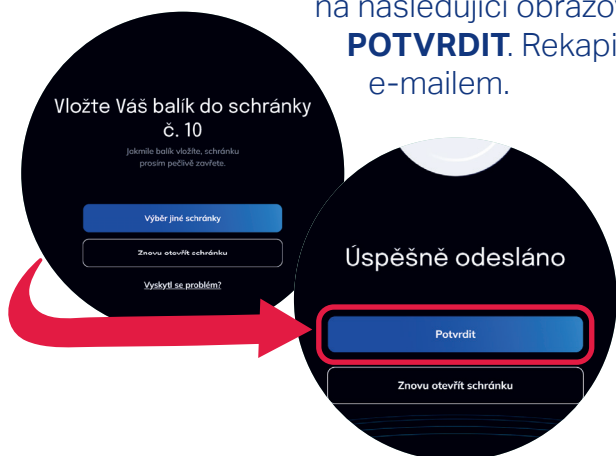 na následující obrazov
POTVRDIT. Rekapi
e-mailem.
Vložte Váš balík do schránky
č. 10
Jakmile balík vložíte, schránku
prosím pečlivě zavřete.
Výběr jiné schránky
Znovu otevřít schránku
Vyskytl se problém?
Úspěšně odesláno
Potvrdit
Znovu otevřít schránku